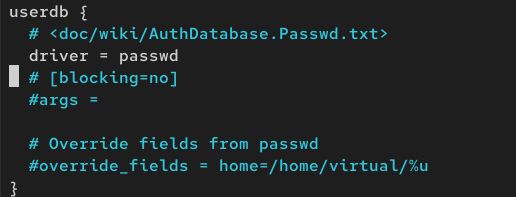 userdb {
  # <doc/wiki/AuthDatabase.Passwd.txt>
  driver = passwd
  # [blocking=no]
  #args =

  # Override fields from passwd
  #override_fields = home=/home/virtual/%u
}